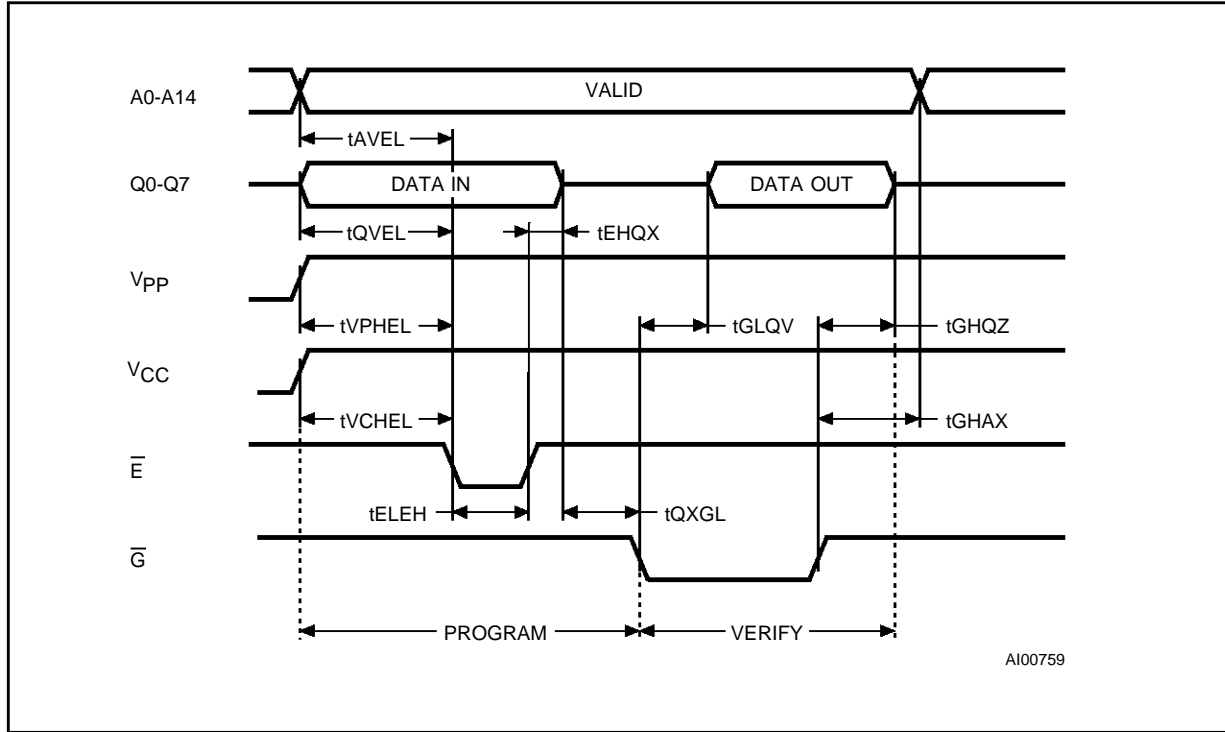 A0-A14
VALID
tAVEL
Q0-Q7
DATA IN
DATA OUT
tQVEL
tEHQX
VPP
tVPHEL
tGLQV
tGHQZ
VCC
tVCHEL
tGHAX
E̅
tELEH
tQXGL
G̅
PROGRAM
VERIFY
AI00759